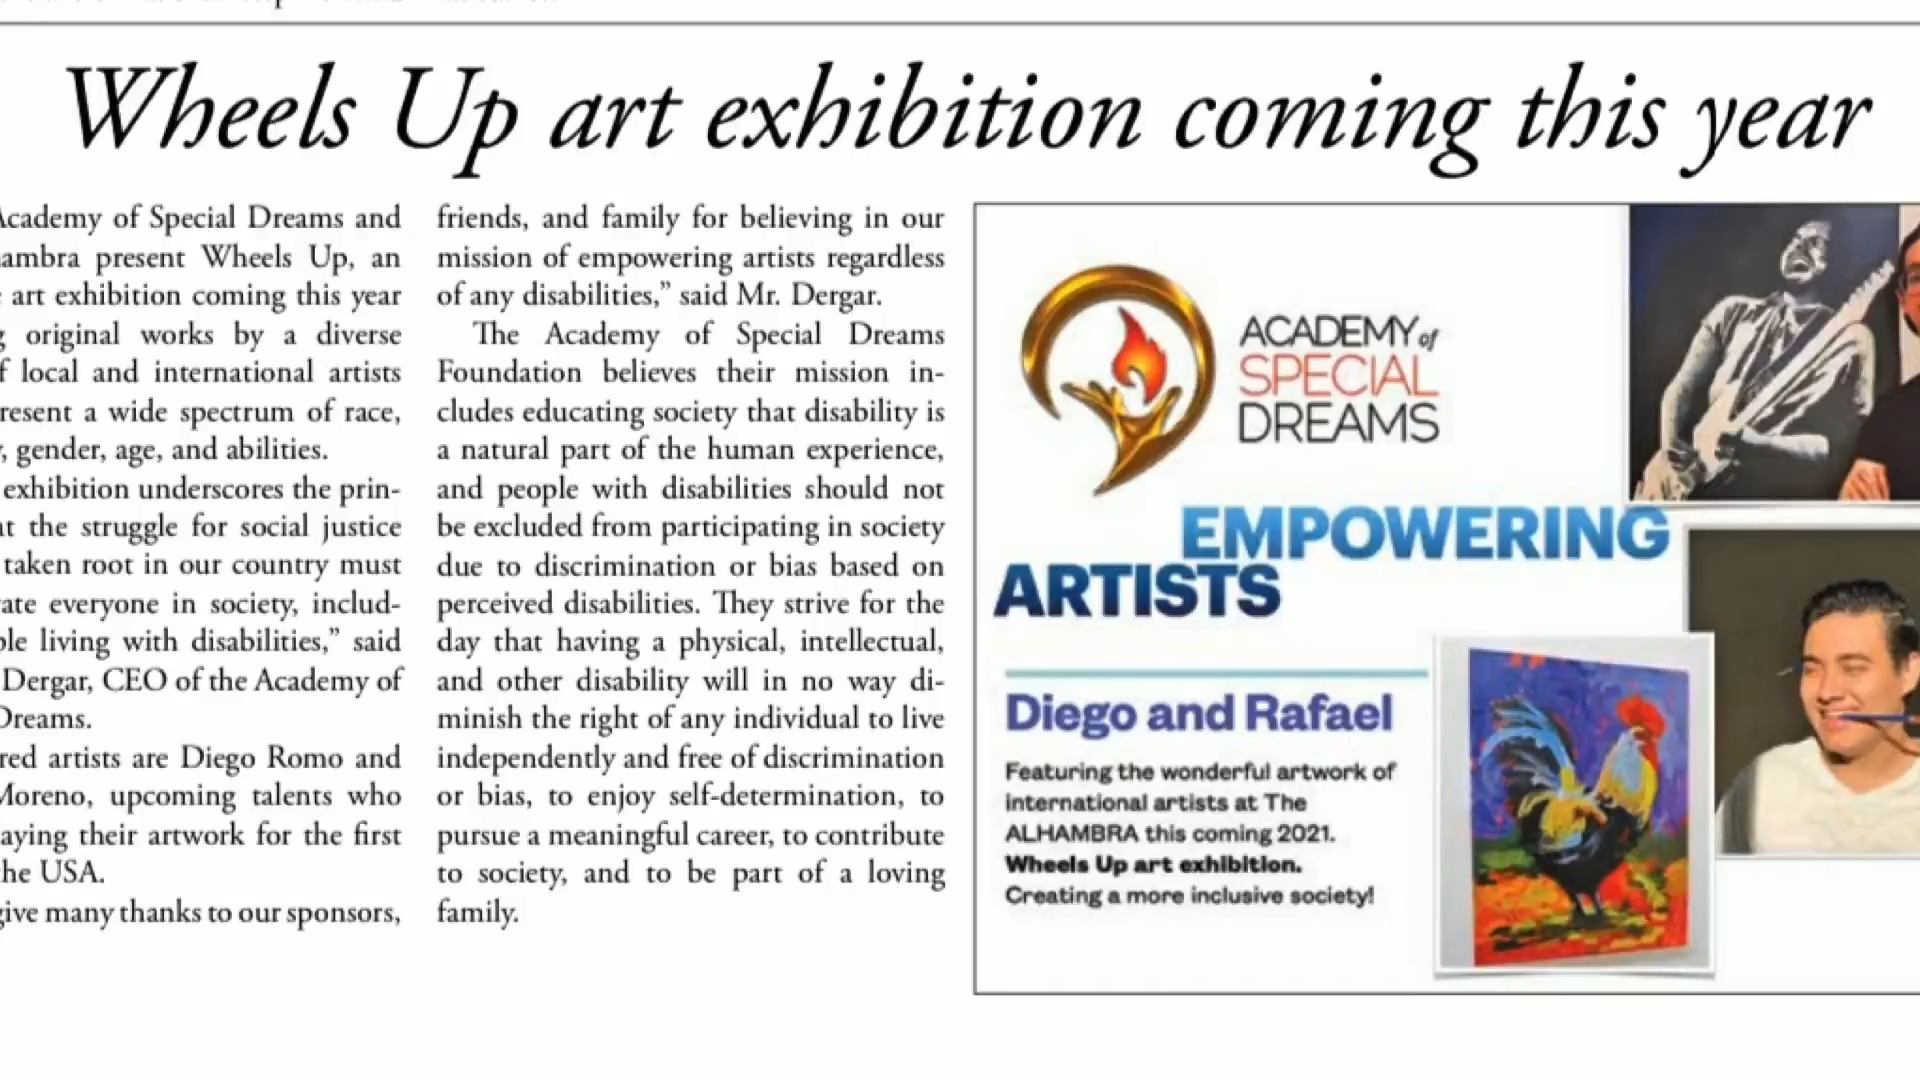 Wheels Up art exhibition coming this year
Academy of Special Dreams and
present Wheels Up, an
art exhibition coming this year
original works by a diverse
local and international artists
a wide spectrum of race,
gender, age, and abilities.
exhibition underscores the prin-
the struggle for social justice
taken root in our country must
everyone in society, includ-
living with disabilities,” said
Dergar, CEO of the Academy of
Dreams.
artists are Diego Romo and
Moreno, upcoming talents who
their artwork for the first
USA.
give many thanks to our sponsors,
friends, and family for believing in our
mission of empowering artists regardless
of any disabilities,” said Mr. Dergar.
The Academy of Special Dreams
Foundation believes their mission in-
cludes educating society that disability is
a natural part of the human experience,
and people with disabilities should not
be excluded from participating in society
due to discrimination or bias based on
perceived disabilities. They strive for the
day that having a physical, intellectual,
and other disability will in no way di-
minish the right of any individual to live
independently and free of discrimination
or bias, to enjoy self-determination, to
pursue a meaningful career, to contribute
to society, and to be part of a loving
family.
ACADEMY of
SPECIAL
DREAMS
EMPOWERING
ARTISTS
Diego and Rafael
Featuring the wonderful artwork of
international artists at The
ALHAMBRA this coming 2021.
Wheels Up art exhibition.
Creating a more inclusive society!